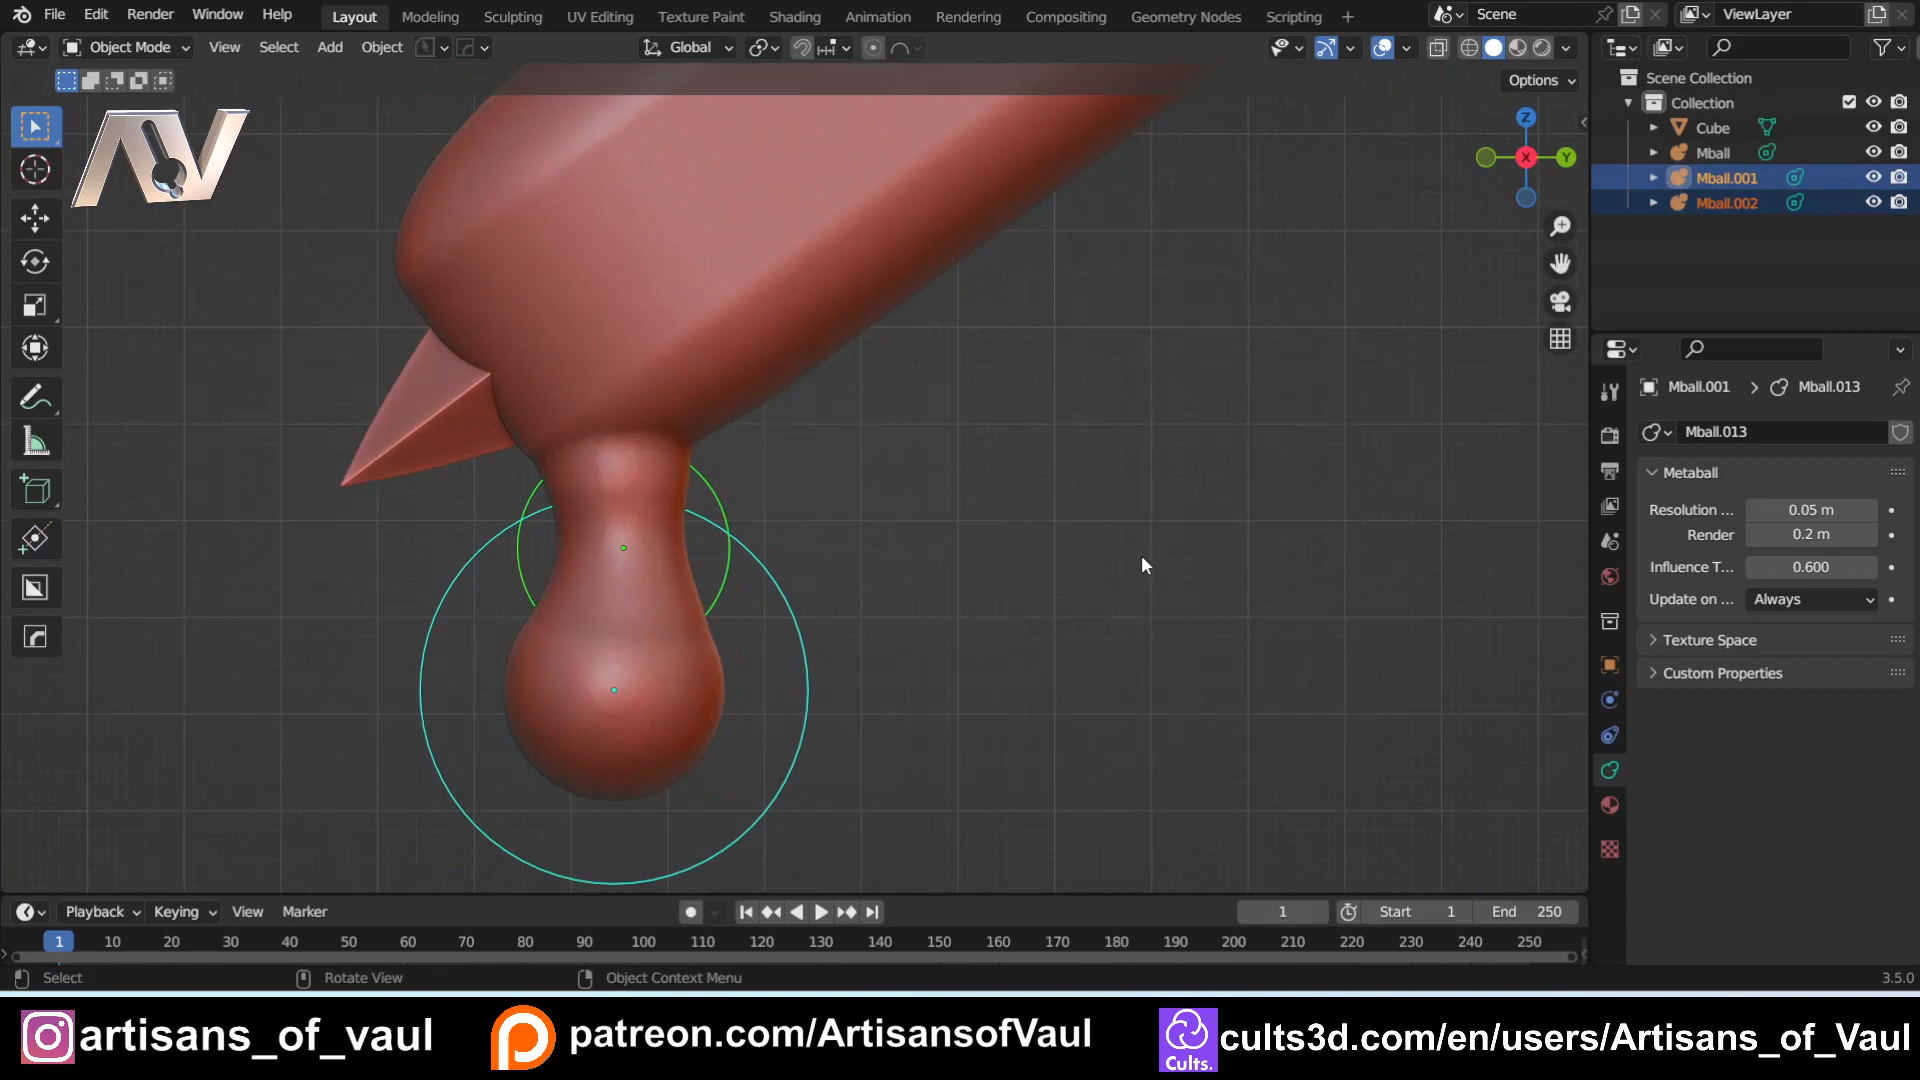 File Edit Render Window Help Layout Modeling Sculpting UV Editing Texture Paint Shading Animation Rendering Compositing Geometry Nodes Scripting + Scene ViewLayer
Object Mode View Select Add Object Global
Options
AV
Z
X
Y
Scene Collection
Collection
Cube
Mball
Mball.001
Mball.002
Mball.001 > Mball.013
Mball.013
Metaball
Resolution ... 0.05 m
Render 0.2 m
Influence T... 0.600
Update on ... Always
Texture Space
Custom Properties
Playback Keying View Marker 1 Start 1 End 250
1 10 20 30 40 50 60 70 80 90 100 110 120 130 140 150 160 170 180 190 200 210 220 230 240 250
Select Rotate View Object Context Menu 3.5.0
artisans_of_vaul patreon.com/ArtisansofVaul Cults. cults3d.com/en/users/Artisans_of_Vaul